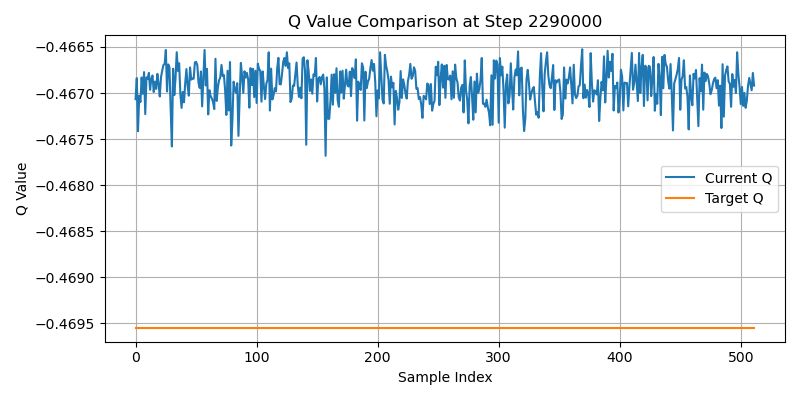 Q Value Comparison at Step 2290000
−0.4665
−0.4670
−0.4675
−0.4680
−0.4685
−0.4690
−0.4695
Q Value
Current Q
Target Q
0 100 200 300 400 500
Sample Index